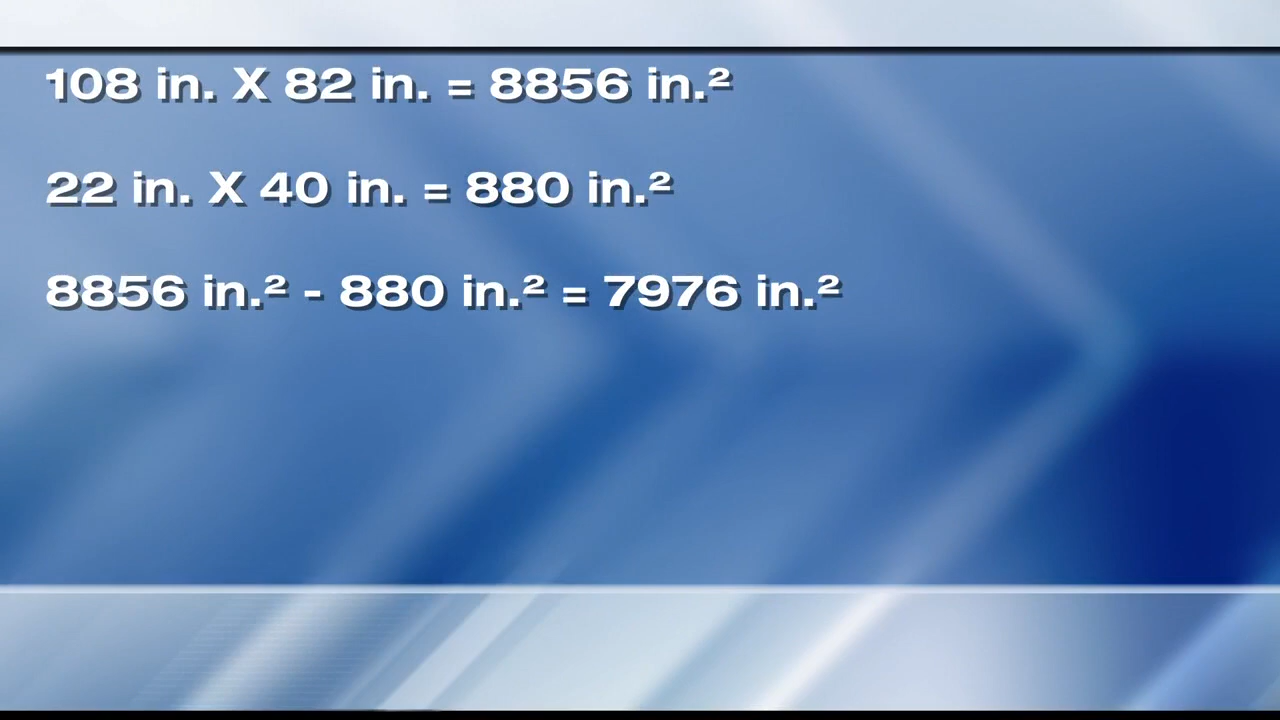 108 in. X 82 in. = 8856 in.²
22 in. X 40 in. = 880 in.²
8856 in.² - 880 in.² = 7976 in.²